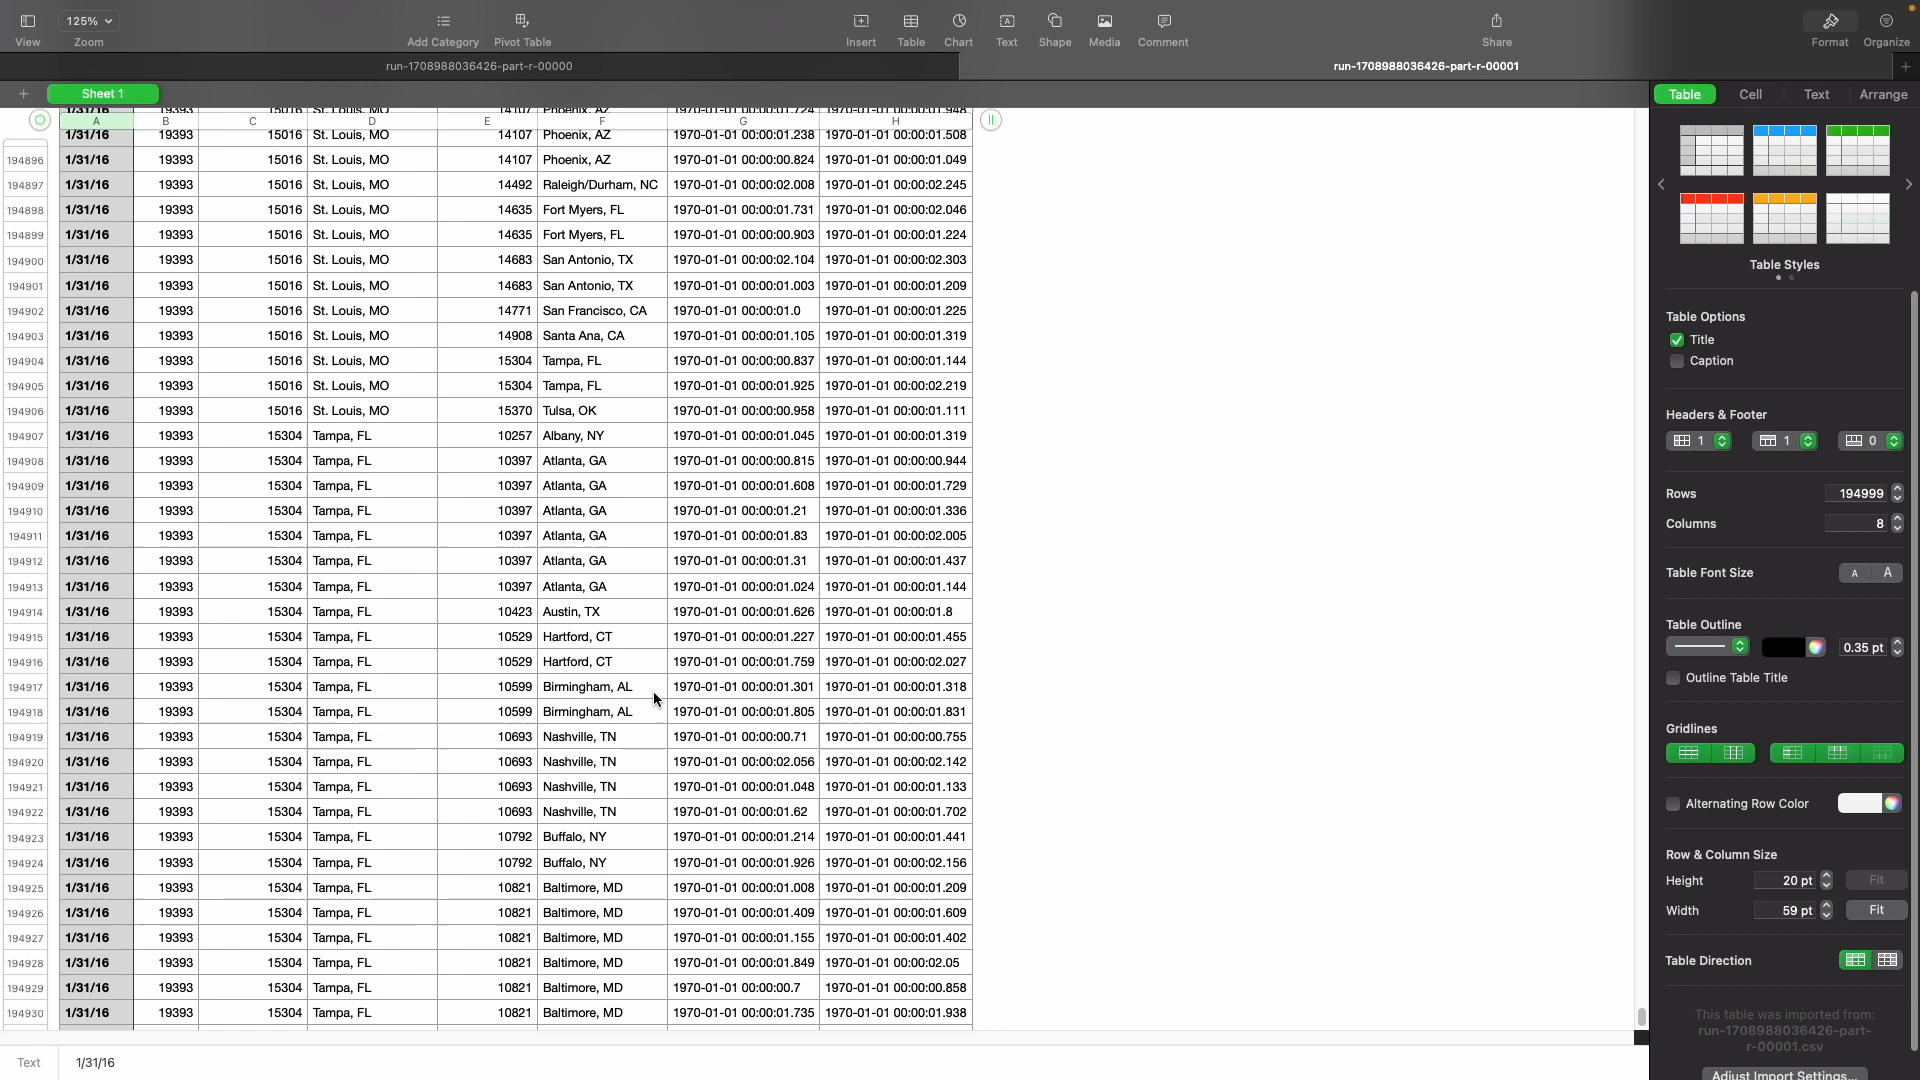 125%
View
Zoom
Add Category
Pivot Table
Insert
Table
Chart
Text
Shape
Media
Comment
Share
Format
Organize
run-1708988036426-part-r-00000
run-1708988036426-part-r-00001
Sheet 1
Table
Cell
Text
Arrange
A B C D E F G H
1/31/16 19393 15016 St. Louis, MO 14107 Phoenix, AZ 1970-01-01 00:00:01.724 1970-01-01 00:00:01.948
1/31/16 19393 15016 St. Louis, MO 14107 Phoenix, AZ 1970-01-01 00:00:01.238 1970-01-01 00:00:01.508
194896 1/31/16 19393 15016 St. Louis, MO 14107 Phoenix, AZ 1970-01-01 00:00:00.824 1970-01-01 00:00:01.049
194897 1/31/16 19393 15016 St. Louis, MO 14492 Raleigh/Durham, NC 1970-01-01 00:00:02.008 1970-01-01 00:00:02.245
194898 1/31/16 19393 15016 St. Louis, MO 14635 Fort Myers, FL 1970-01-01 00:00:01.731 1970-01-01 00:00:02.046
194899 1/31/16 19393 15016 St. Louis, MO 14635 Fort Myers, FL 1970-01-01 00:00:00.903 1970-01-01 00:00:01.224
194900 1/31/16 19393 15016 St. Louis, MO 14683 San Antonio, TX 1970-01-01 00:00:02.104 1970-01-01 00:00:02.303
194901 1/31/16 19393 15016 St. Louis, MO 14683 San Antonio, TX 1970-01-01 00:00:01.003 1970-01-01 00:00:01.209
194902 1/31/16 19393 15016 St. Louis, MO 14771 San Francisco, CA 1970-01-01 00:00:01.0 1970-01-01 00:00:01.225
194903 1/31/16 19393 15016 St. Louis, MO 14908 Santa Ana, CA 1970-01-01 00:00:01.105 1970-01-01 00:00:01.319
194904 1/31/16 19393 15016 St. Louis, MO 15304 Tampa, FL 1970-01-01 00:00:00.837 1970-01-01 00:00:01.144
194905 1/31/16 19393 15016 St. Louis, MO 15304 Tampa, FL 1970-01-01 00:00:01.925 1970-01-01 00:00:02.219
194906 1/31/16 19393 15016 St. Louis, MO 15370 Tulsa, OK 1970-01-01 00:00:00.958 1970-01-01 00:00:01.111
194907 1/31/16 19393 15304 Tampa, FL 10257 Albany, NY 1970-01-01 00:00:01.045 1970-01-01 00:00:01.319
194908 1/31/16 19393 15304 Tampa, FL 10397 Atlanta, GA 1970-01-01 00:00:00.815 1970-01-01 00:00:00.944
194909 1/31/16 19393 15304 Tampa, FL 10397 Atlanta, GA 1970-01-01 00:00:01.608 1970-01-01 00:00:01.729
194910 1/31/16 19393 15304 Tampa, FL 10397 Atlanta, GA 1970-01-01 00:00:01.21 1970-01-01 00:00:01.336
194911 1/31/16 19393 15304 Tampa, FL 10397 Atlanta, GA 1970-01-01 00:00:01.83 1970-01-01 00:00:02.005
194912 1/31/16 19393 15304 Tampa, FL 10397 Atlanta, GA 1970-01-01 00:00:01.31 1970-01-01 00:00:01.437
194913 1/31/16 19393 15304 Tampa, FL 10397 Atlanta, GA 1970-01-01 00:00:01.024 1970-01-01 00:00:01.144
194914 1/31/16 19393 15304 Tampa, FL 10423 Austin, TX 1970-01-01 00:00:01.626 1970-01-01 00:00:01.8
194915 1/31/16 19393 15304 Tampa, FL 10529 Hartford, CT 1970-01-01 00:00:01.227 1970-01-01 00:00:01.455
194916 1/31/16 19393 15304 Tampa, FL 10529 Hartford, CT 1970-01-01 00:00:01.759 1970-01-01 00:00:02.027
194917 1/31/16 19393 15304 Tampa, FL 10599 Birmingham, AL 1970-01-01 00:00:01.301 1970-01-01 00:00:01.318
194918 1/31/16 19393 15304 Tampa, FL 10599 Birmingham, AL 1970-01-01 00:00:01.805 1970-01-01 00:00:01.831
194919 1/31/16 19393 15304 Tampa, FL 10693 Nashville, TN 1970-01-01 00:00:00.71 1970-01-01 00:00:00.755
194920 1/31/16 19393 15304 Tampa, FL 10693 Nashville, TN 1970-01-01 00:00:02.056 1970-01-01 00:00:02.142
194921 1/31/16 19393 15304 Tampa, FL 10693 Nashville, TN 1970-01-01 00:00:01.048 1970-01-01 00:00:01.133
194922 1/31/16 19393 15304 Tampa, FL 10693 Nashville, TN 1970-01-01 00:00:01.62 1970-01-01 00:00:01.702
194923 1/31/16 19393 15304 Tampa, FL 10792 Buffalo, NY 1970-01-01 00:00:01.214 1970-01-01 00:00:01.441
194924 1/31/16 19393 15304 Tampa, FL 10792 Buffalo, NY 1970-01-01 00:00:01.926 1970-01-01 00:00:02.156
194925 1/31/16 19393 15304 Tampa, FL 10821 Baltimore, MD 1970-01-01 00:00:01.008 1970-01-01 00:00:01.209
194926 1/31/16 19393 15304 Tampa, FL 10821 Baltimore, MD 1970-01-01 00:00:01.409 1970-01-01 00:00:01.609
194927 1/31/16 19393 15304 Tampa, FL 10821 Baltimore, MD 1970-01-01 00:00:01.155 1970-01-01 00:00:01.402
194928 1/31/16 19393 15304 Tampa, FL 10821 Baltimore, MD 1970-01-01 00:00:01.849 1970-01-01 00:00:02.05
194929 1/31/16 19393 15304 Tampa, FL 10821 Baltimore, MD 1970-01-01 00:00:00.7 1970-01-01 00:00:00.858
194930 1/31/16 19393 15304 Tampa, FL 10821 Baltimore, MD 1970-01-01 00:00:01.735 1970-01-01 00:00:01.938
Text 1/31/16
Table Styles
Table Options
Title
Caption
Headers & Footer
1 1 0
Rows 194999
Columns 8
Table Font Size A A
Table Outline
0.35 pt
Outline Table Title
Gridlines
Alternating Row Color
Row & Column Size
Height 20 pt Fit
Width 59 pt Fit
Table Direction
This table was imported from:
run-1708988036426-part-
r-00001.csv
Adjust Import Settings...